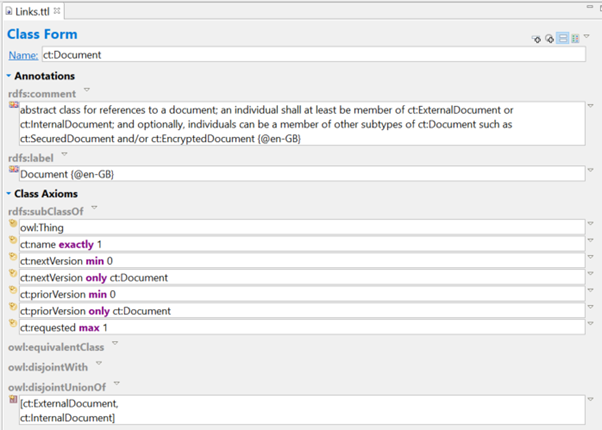 Links.ttl
Class Form
Name: ct:Document
Annotations
rdfs:comment
abstract class for references to a document; an individual shall at least be member of ct:ExternalDocument or
ct:InternalDocument; and optionally, individuals can be a member of other subtypes of ct:Document such as
ct:SecuredDocument and/or ct:EncryptedDocument {@en-GB}
rdfs:label
Document {@en-GB}
Class Axioms
rdfs:subClassOf
owl:Thing
ct:name exactly 1
ct:nextVersion min 0
ct:nextVersion only ct:Document
ct:priorVersion min 0
ct:priorVersion only ct:Document
ct:requested max 1
owl:equivalentClass
owl:disjointWith
owl:disjointUnionOf
[ct:ExternalDocument,
ct:InternalDocument]